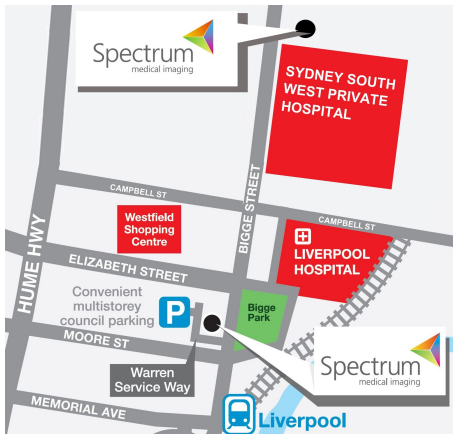 Spectrum
medical imaging
SYDNEY SOUTH
WEST PRIVATE
HOSPITAL
BIGGE STREET
CAMPBELL ST
CAMPBELL ST
Westfield
Shopping
Centre
LIVERPOOL
HOSPITAL
HUME HWY
ELIZABETH STREET
Convenient
multistorey
council parking
P
Bigge
Park
MOORE ST
Warren
Service Way
Spectrum
medical imaging
MEMORIAL AVE
Liverpool